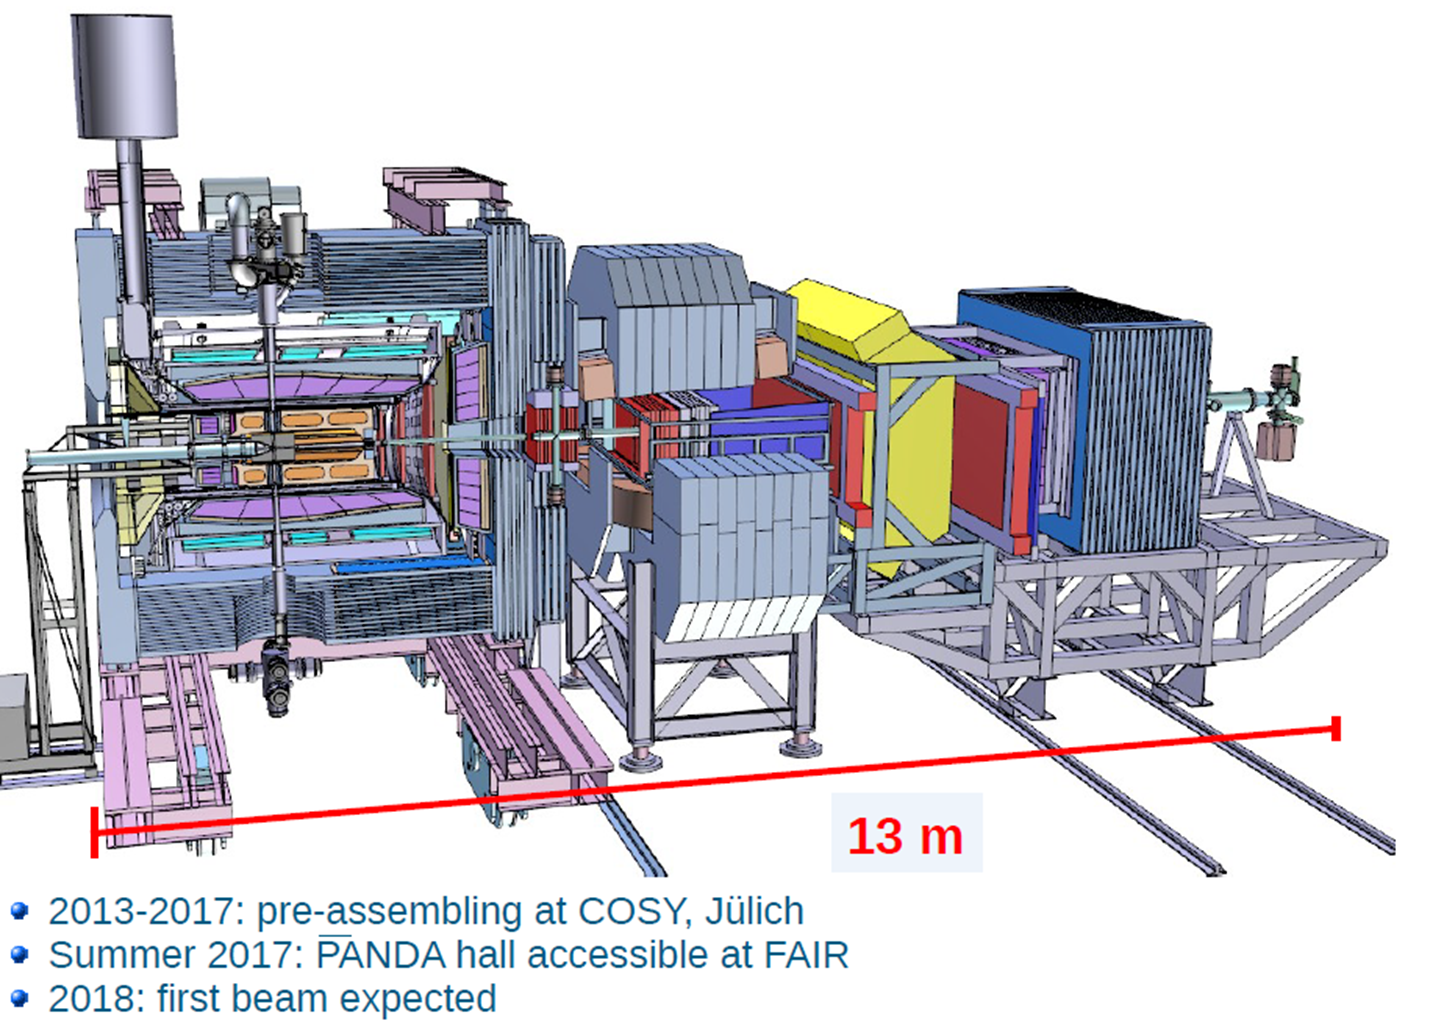 13 m
2013-2017: pre-assembling at COSY, Jülich
Summer 2017: P̅ANDA hall accessible at FAIR
2018: first beam expected